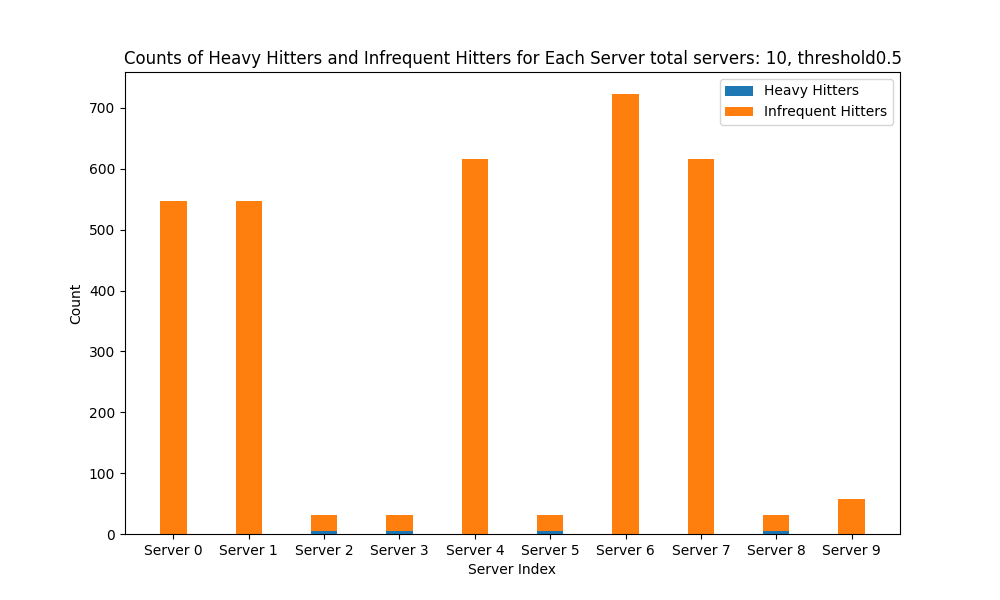 Counts of Heavy Hitters and Infrequent Hitters for Each Server total servers: 10, threshold0.5
Heavy Hitters
Infrequent Hitters
700
600
500
400
300
200
100
0
Count
Server 0 Server 1 Server 2 Server 3 Server 4 Server 5 Server 6 Server 7 Server 8 Server 9
Server Index